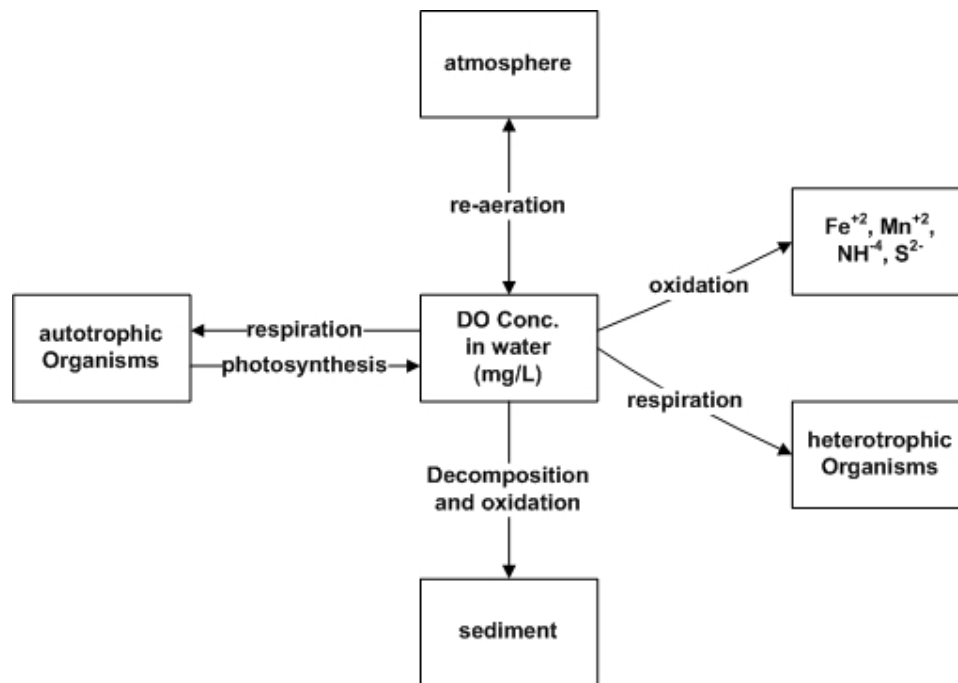 atmosphere
re-aeration
Fe⁺², Mn⁺²,
NH⁻⁴, S²⁻
oxidation
autotrophic
Organisms
respiration
photosynthesis
DO Conc.
in water
(mg/L)
respiration
heterotrophic
Organisms
Decomposition
and oxidation
sediment